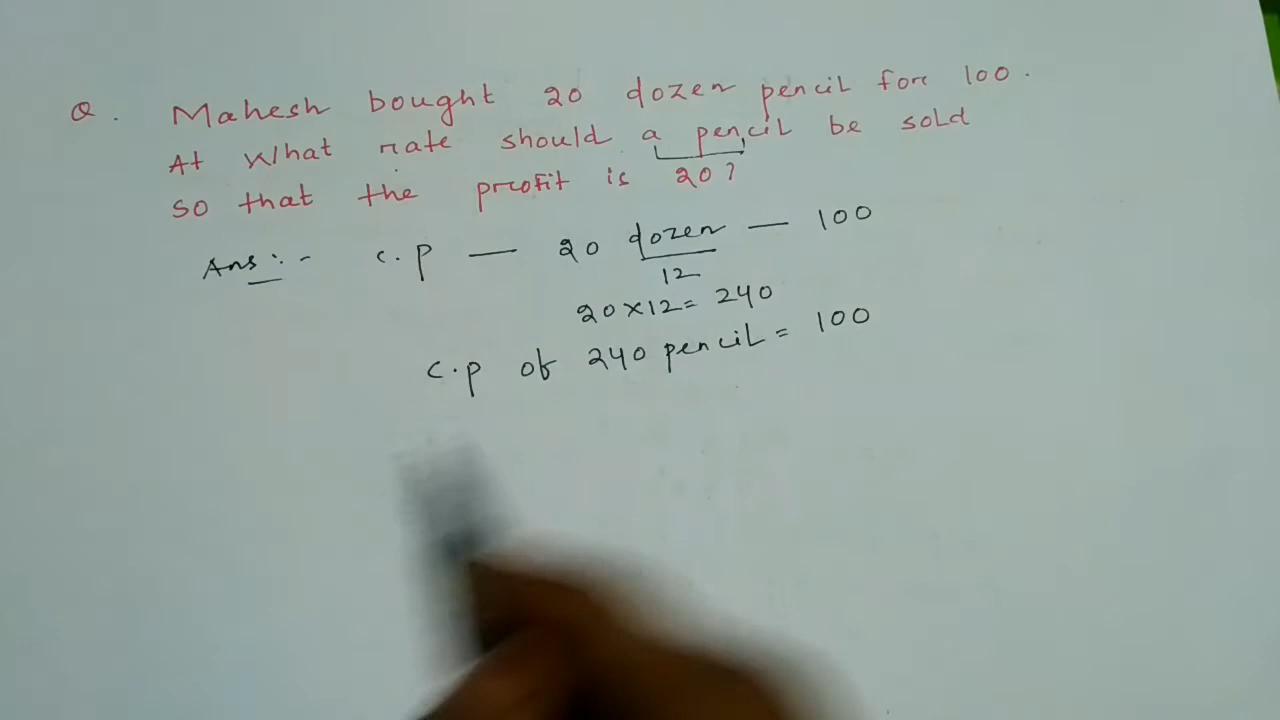 Q. Mahesh bought 20 dozen pencil for 100.
At What rate should a pencil be sold
so that the profit is 20?
Ans:- C.p — 20 dozen — 100
12
20×12= 240
C.p of 240 pencil = 100